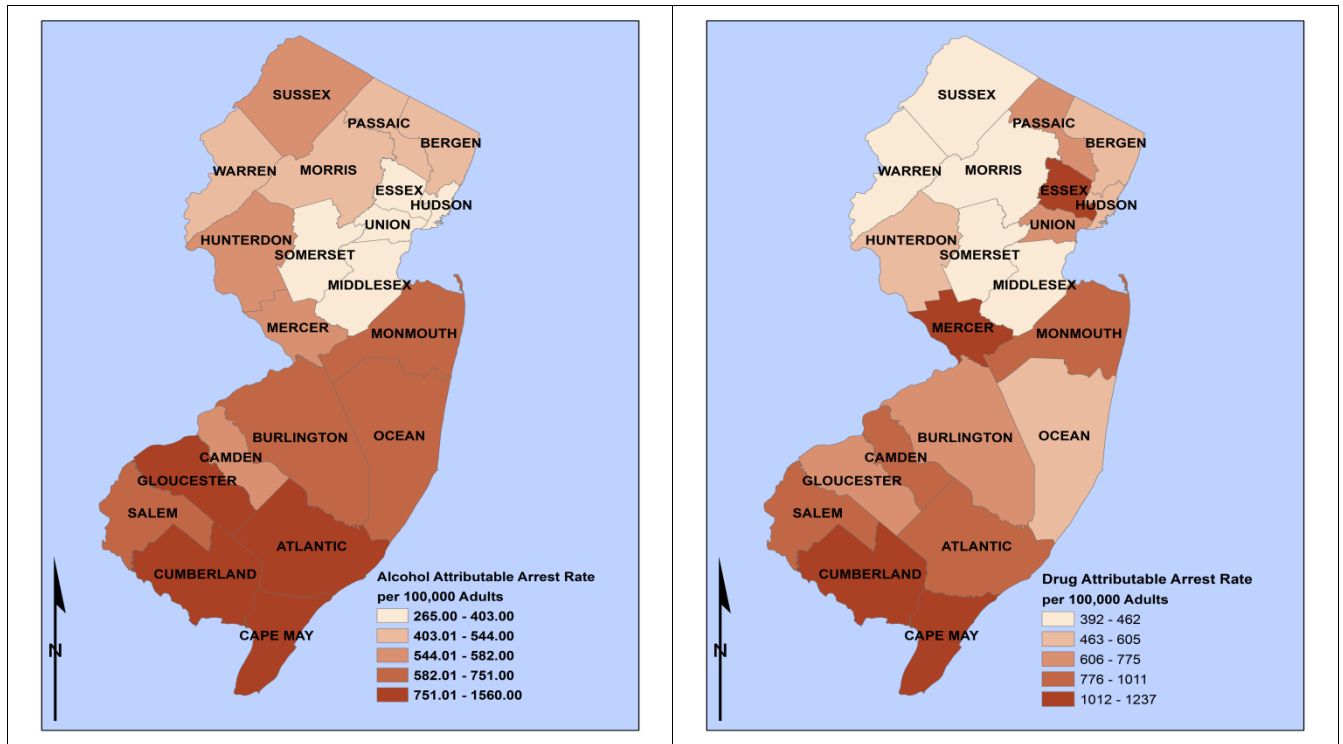 SUSSEX
PASSAIC
BERGEN
WARREN
MORRIS
ESSEX
HUDSON
UNION
HUNTERDON
SOMERSET
MIDDLESEX
MERCER
MONMOUTH
BURLINGTON
OCEAN
CAMDEN
GLOUCESTER
SALEM
ATLANTIC
CUMBERLAND
CAPE MAY
N
Alcohol Attributable Arrest Rate
per 100,000 Adults
265.00 - 403.00
403.01 - 544.00
544.01 - 582.00
582.01 - 751.00
751.01 - 1560.00
SUSSEX
PASSAIC
BERGEN
WARREN
MORRIS
ESSEX
HUDSON
UNION
HUNTERDON
SOMERSET
MIDDLESEX
MERCER
MONMOUTH
BURLINGTON
OCEAN
CAMDEN
GLOUCESTER
SALEM
ATLANTIC
CUMBERLAND
CAPE MAY
N
Drug Attributable Arrest Rate
per 100,000 Adults
392 - 462
463 - 605
606 - 775
776 - 1011
1012 - 1237